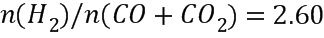 n(H₂)/n(CO + CO₂) = 2.60